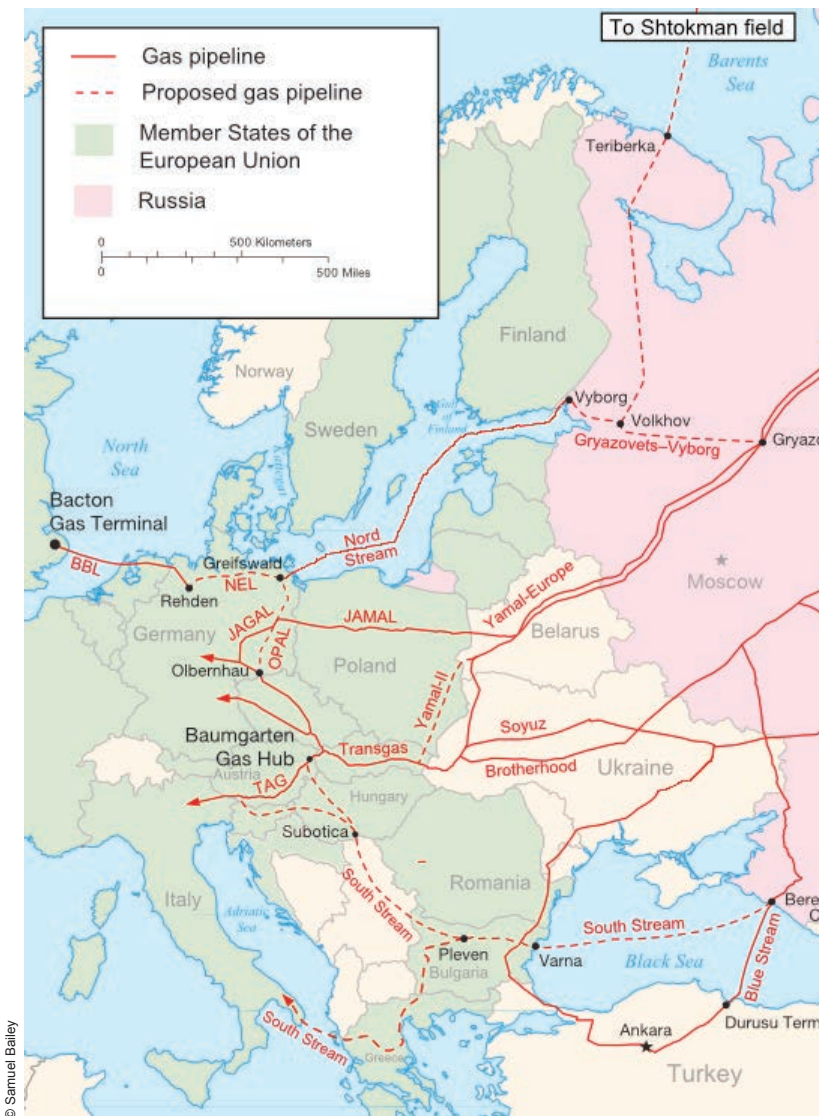 To Shtokman field
Gas pipeline
Proposed gas pipeline
Member States of the
European Union
Russia
0
500 Kilometers
0
500 Miles
Barents
Sea
Teriberka
Finland
Norway
Sweden
Gulf
of
Finland
Vyborg
Volkhov
Gryazovets–Vyborg
Gryazo
North
Sea
Kattegat
Bacton
Gas Terminal
BBL
Greifswald
NEL
Rehden
Nord
Stream
Moscow
Yamal-Europe
Belarus
JAGAL
JAMAL
Germany
OPAL
Poland
Olbernhau
Yamal-II
Baumgarten
Gas Hub
Transgas
Soyuz
Brotherhood
Ukraine
Austria
TAG
Hungary
Subotica
Romania
Italy
Adriatic
Sea
South Stream
Pleven
Bulgaria
Varna
South Stream
Black Sea
Bere
Blue Stream
Durusu Term
Ankara
Turkey
South Stream
Greece
© Samuel Bailey